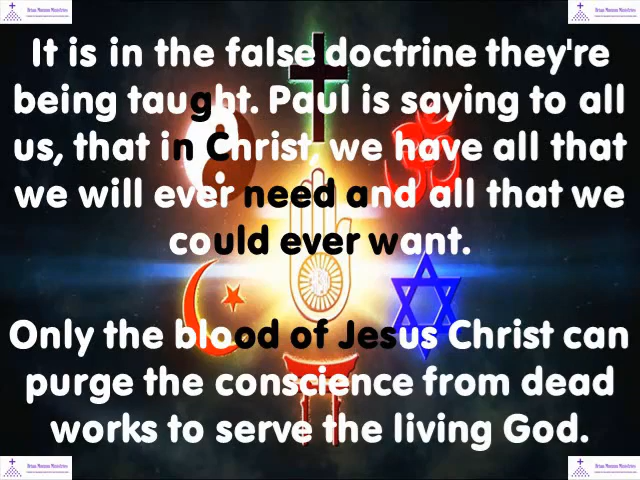 It is in the false doctrine they're
being taught. Paul is saying to all
us, that in Christ, we have all that
we will ever need and all that we
could ever want.
Only the blood of Jesus Christ can
purge the conscience from dead
works to serve the living God.